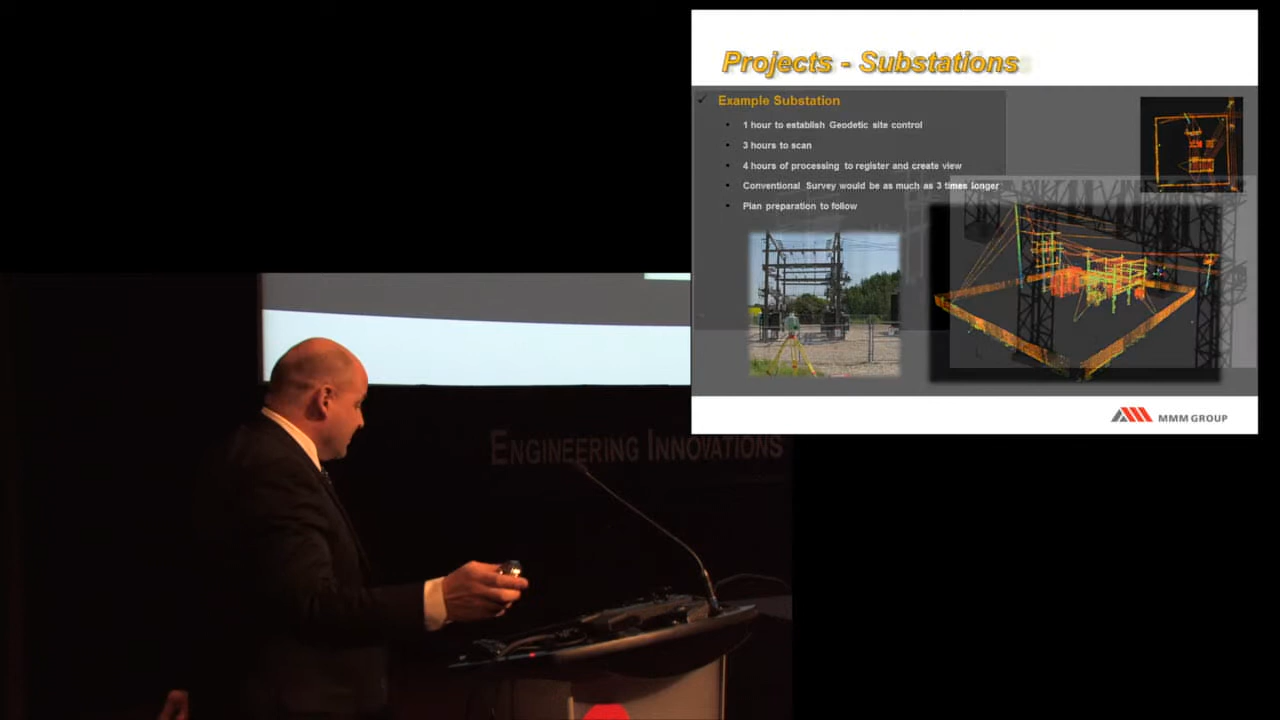 Projects - Substations
Example Substation
1 hour to establish Geodetic site control
3 hours to scan
4 hours of processing to register and create view
Conventional Survey would be as much as 3 times longer
Plan preparation to follow
MMM GROUP
ENGINEERING INNOVATIONS